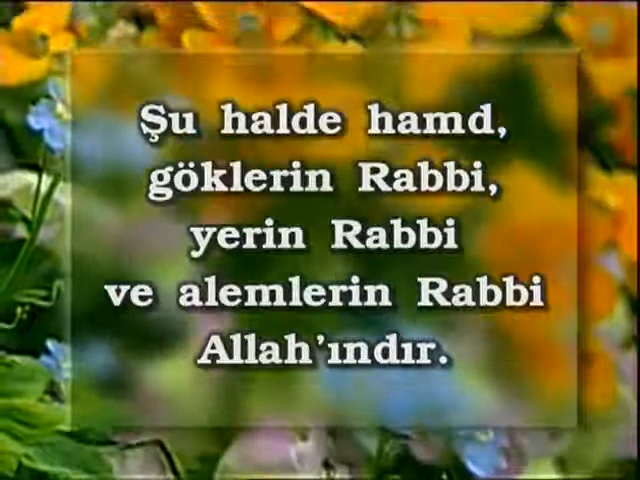 Şu halde hamd,
göklerin Rabbi,
yerin Rabbi
ve alemlerin Rabbi
Allah'ındır.